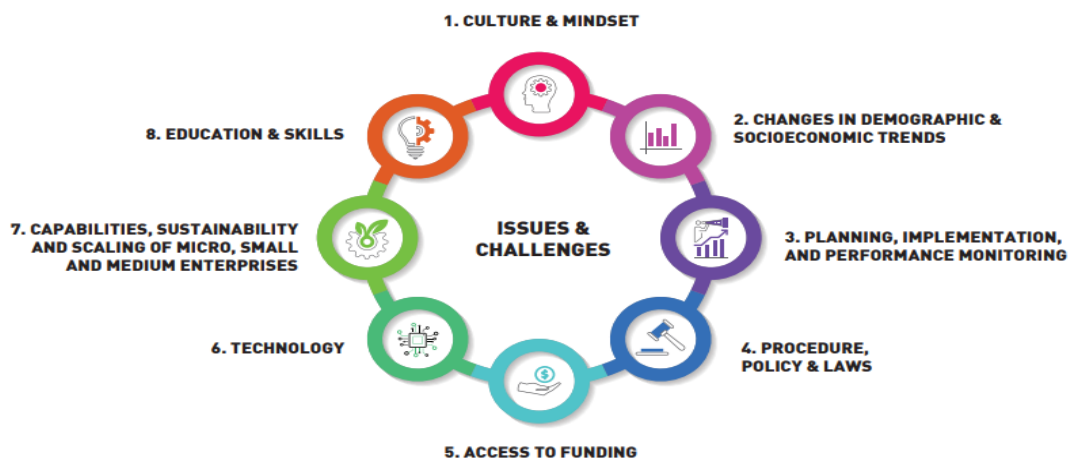 1. CULTURE & MINDSET
2. CHANGES IN DEMOGRAPHIC &
SOCIOECONOMIC TRENDS
3. PLANNING, IMPLEMENTATION,
AND PERFORMANCE MONITORING
4. PROCEDURE,
POLICY & LAWS
5. ACCESS TO FUNDING
6. TECHNOLOGY
7. CAPABILITIES, SUSTAINABILITY
AND SCALING OF MICRO, SMALL
AND MEDIUM ENTERPRISES
8. EDUCATION & SKILLS
ISSUES &
CHALLENGES
$